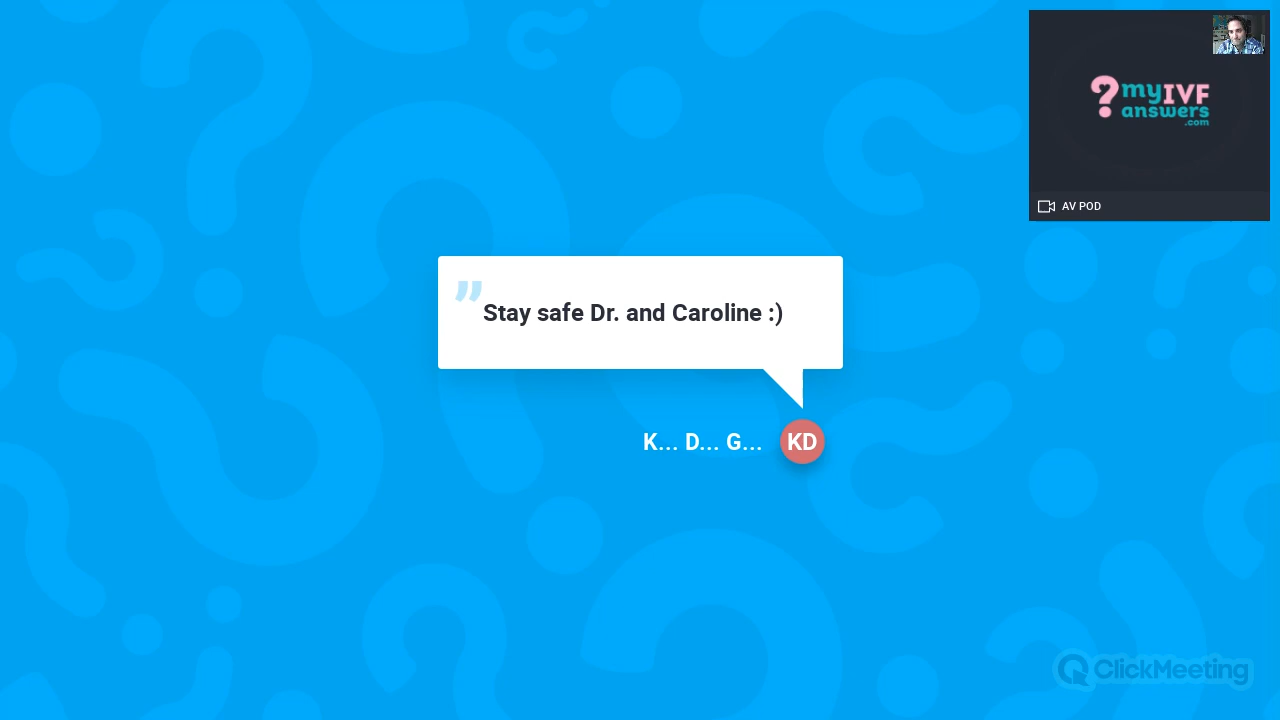 ?myIVF
answers
.com
AV POD
” Stay safe Dr. and Caroline :)
K... D... G... KD
ClickMeeting